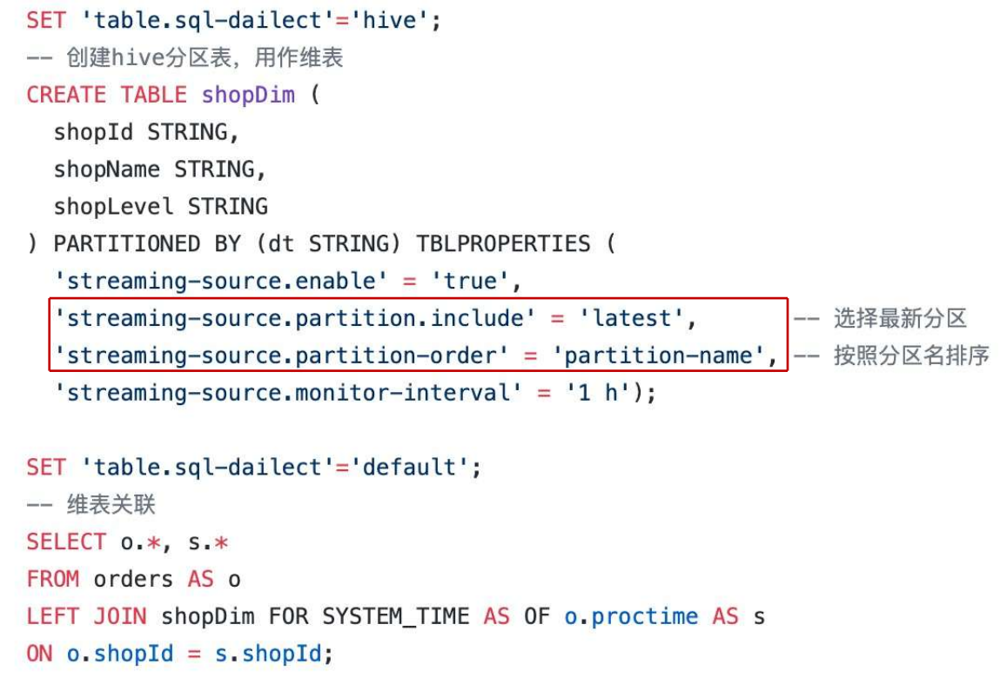 SET 'table.sql-dailect'='hive';
-- 创建hive分区表，用作维表
CREATE TABLE shopDim (
  shopId STRING,
  shopName STRING,
  shopLevel STRING
) PARTITIONED BY (dt STRING) TBLPROPERTIES (
  'streaming-source.enable' = 'true',
  'streaming-source.partition.include' = 'latest', -- 选择最新分区
  'streaming-source.partition-order' = 'partition-name', -- 按照分区名排序
  'streaming-source.monitor-interval' = '1 h');
SET 'table.sql-dailect'='default';
-- 维表关联
SELECT o.*, s.*
FROM orders AS o
LEFT JOIN shopDim FOR SYSTEM_TIME AS OF o.proctime AS s
ON o.shopId = s.shopId;